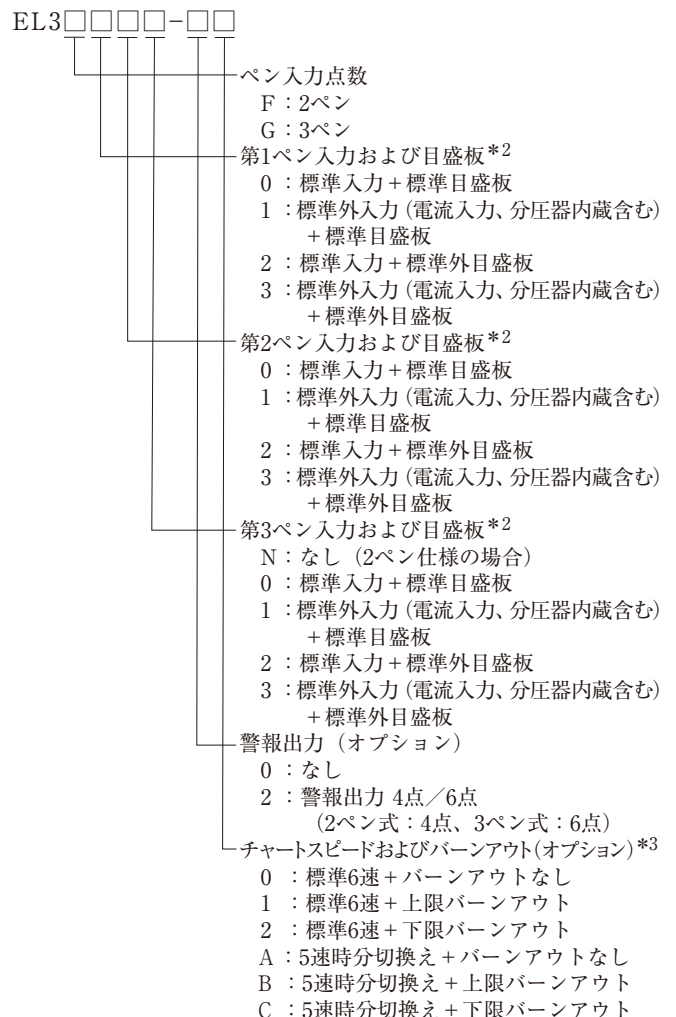 EL3□□□□-□□
ペン入力点数
F：2ペン
G：3ペン
第1ペン入力および目盛板*2
0：標準入力+標準目盛板
1：標準外入力(電流入力、分圧器内蔵含む)
+標準目盛板
2：標準入力+標準外目盛板
3：標準外入力(電流入力、分圧器内蔵含む)
+標準外目盛板
第2ペン入力および目盛板*2
0：標準入力+標準目盛板
1：標準外入力(電流入力、分圧器内蔵含む)
+標準目盛板
2：標準入力+標準外目盛板
3：標準外入力(電流入力、分圧器内蔵含む)
+標準外目盛板
第3ペン入力および目盛板*2
N：なし（2ペン仕様の場合）
0：標準入力+標準目盛板
1：標準外入力(電流入力、分圧器内蔵含む)
+標準目盛板
2：標準入力+標準外目盛板
3：標準外入力(電流入力、分圧器内蔵含む)
+標準外目盛板
警報出力（オプション）
0：なし
2：警報出力 4点／6点
（2ペン式：4点、3ペン式：6点）
チャートスピードおよびバーンアウト(オプション)*3
0：標準6速+バーンアウトなし
1：標準6速+上限バーンアウト
2：標準6速+下限バーンアウト
A：5速時分切換え+バーンアウトなし
B：5速時分切換え+上限バーンアウト
C：5速時分切換え+下限バーンアウト